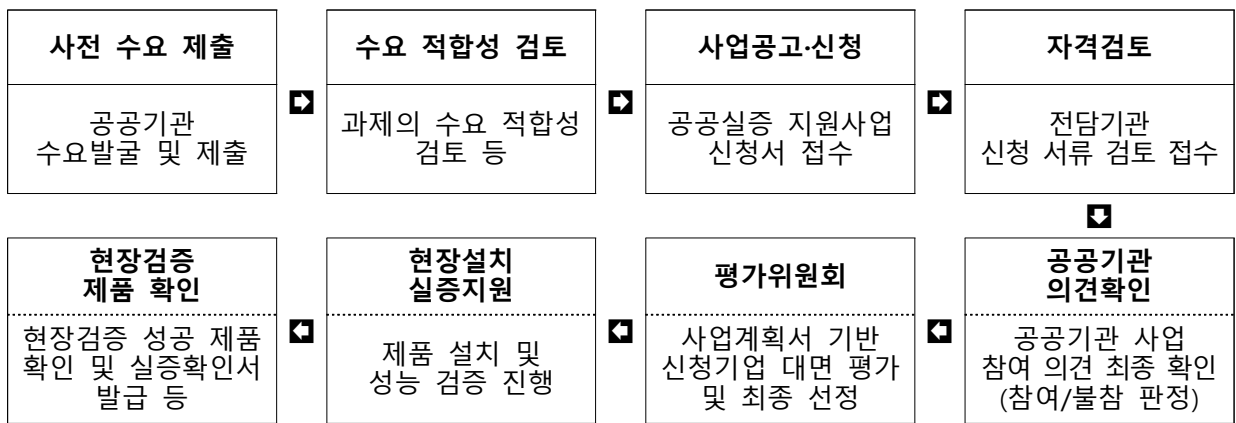 사전 수요 제출
공공기관
수요발굴 및 제출
수요 적합성 검토
과제의 수요 적합성
검토 등
사업공고·신청
공공실증 지원사업
신청서 접수
자격검토
전담기관
신청 서류 검토 접수
공공기관
의견확인
공공기관 사업
참여 의견 최종 확인
(참여/불참 판정)
평가위원회
사업계획서 기반
신청기업 대면 평가
및 최종 선정
현장설치
실증지원
제품 설치 및
성능 검증 진행
현장검증
제품 확인
현장검증 성공 제품
확인 및 실증확인서
발급 등